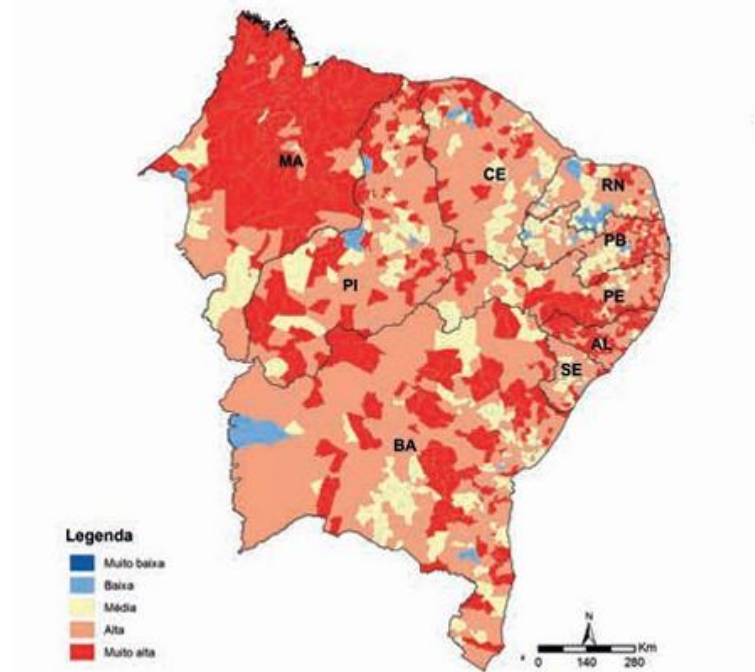 MA
CE
RN
PB
PI
PE
AL
SE
BA
Legenda
Muito baixa
Baixa
Média
Alta
Muito alta
N
Km
0 140 280